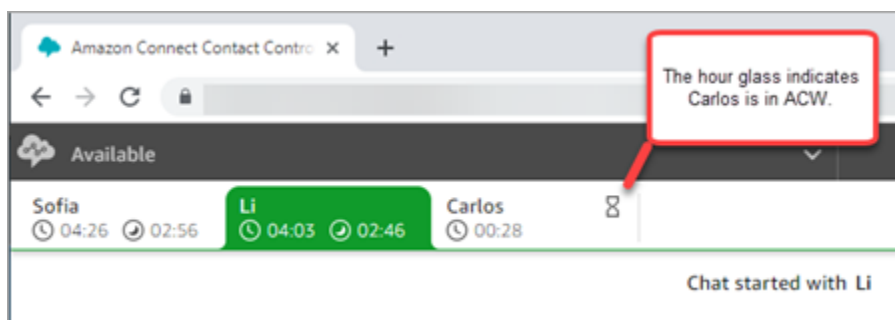 Amazon Connect Contact Contro
The hour glass indicates
Carlos is in ACW.
Available
Sofia
04:26 02:56
Li
04:03 02:46
Carlos
00:28
Chat started with Li